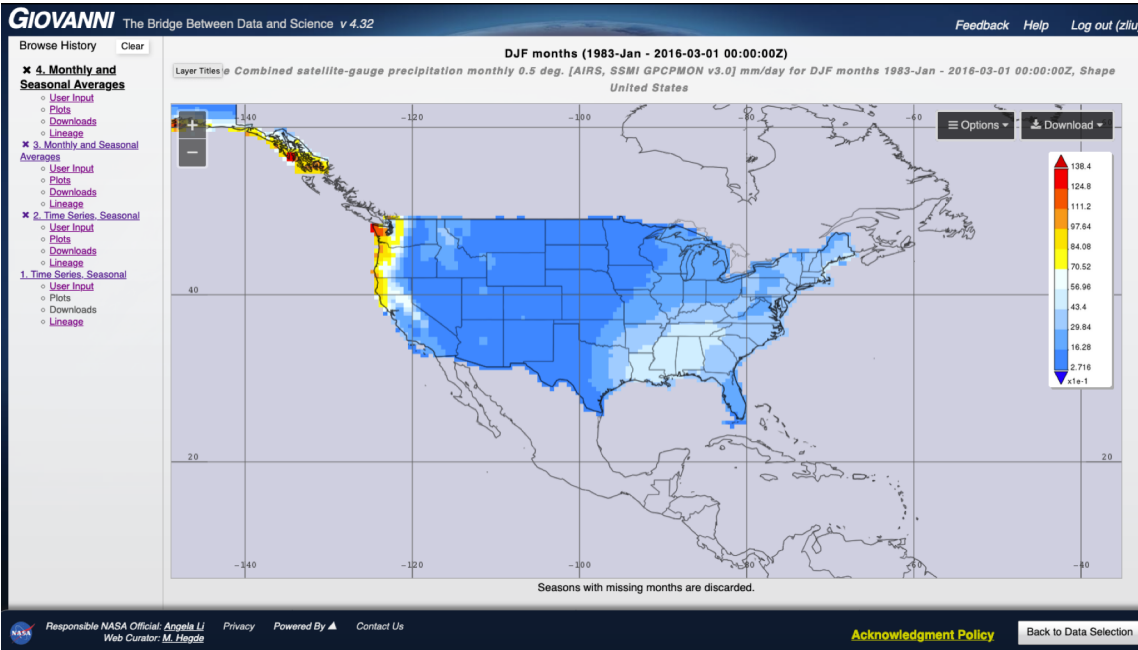 GIOVANNI The Bridge Between Data and Science v 4.32
Feedback Help Log out (zliu
Browse History Clear
4. Monthly and
Seasonal Averages
User Input
Plots
Downloads
Lineage
3. Monthly and Seasonal
Averages
User Input
Plots
Downloads
Lineage
2. Time Series, Seasonal
User Input
Plots
Downloads
Lineage
1. Time Series, Seasonal
User Input
Plots
Downloads
Lineage
DJF months (1983-Jan - 2016-03-01 00:00:00Z)
Layer Titles
e Combined satellite-gauge precipitation monthly 0.5 deg. [AIRS, SSMI GPCPMON v3.0] mm/day for DJF months 1983-Jan - 2016-03-01 00:00:00Z, Shape
United States
-140 -120 -100 -80 -60
+
−
Options
Download
60
138.4
124.8
111.2
97.64
84.08
70.52
56.96
43.4
29.84
16.28
2.716
x1e-1
40
20 20
-140 -120 -100 -80 -60 -40
Seasons with missing months are discarded.
NASA
Responsible NASA Official: Angela Li
Web Curator: M. Hegde
Privacy Powered By Contact Us
Acknowledgment Policy
Back to Data Selection